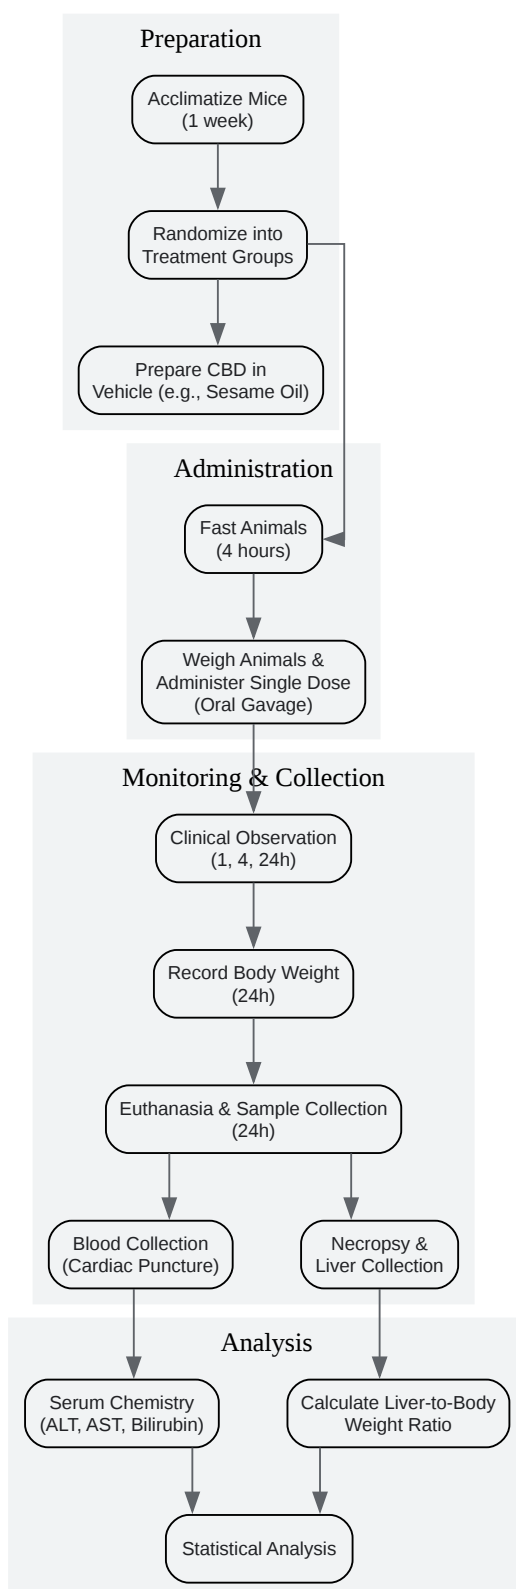 Preparation
Acclimatize Mice
(1 week)
Randomize into
Treatment Groups
Prepare CBD in
Vehicle (e.g., Sesame Oil)
Administration
Fast Animals
(4 hours)
Weigh Animals &
Administer Single Dose
(Oral Gavage)
Monitoring & Collection
Clinical Observation
(1, 4, 24h)
Record Body Weight
(24h)
Euthanasia & Sample Collection
(24h)
Blood Collection
(Cardiac Puncture)
Necropsy &
Liver Collection
Analysis
Serum Chemistry
(ALT, AST, Bilirubin)
Calculate Liver-to-Body
Weight Ratio
Statistical Analysis